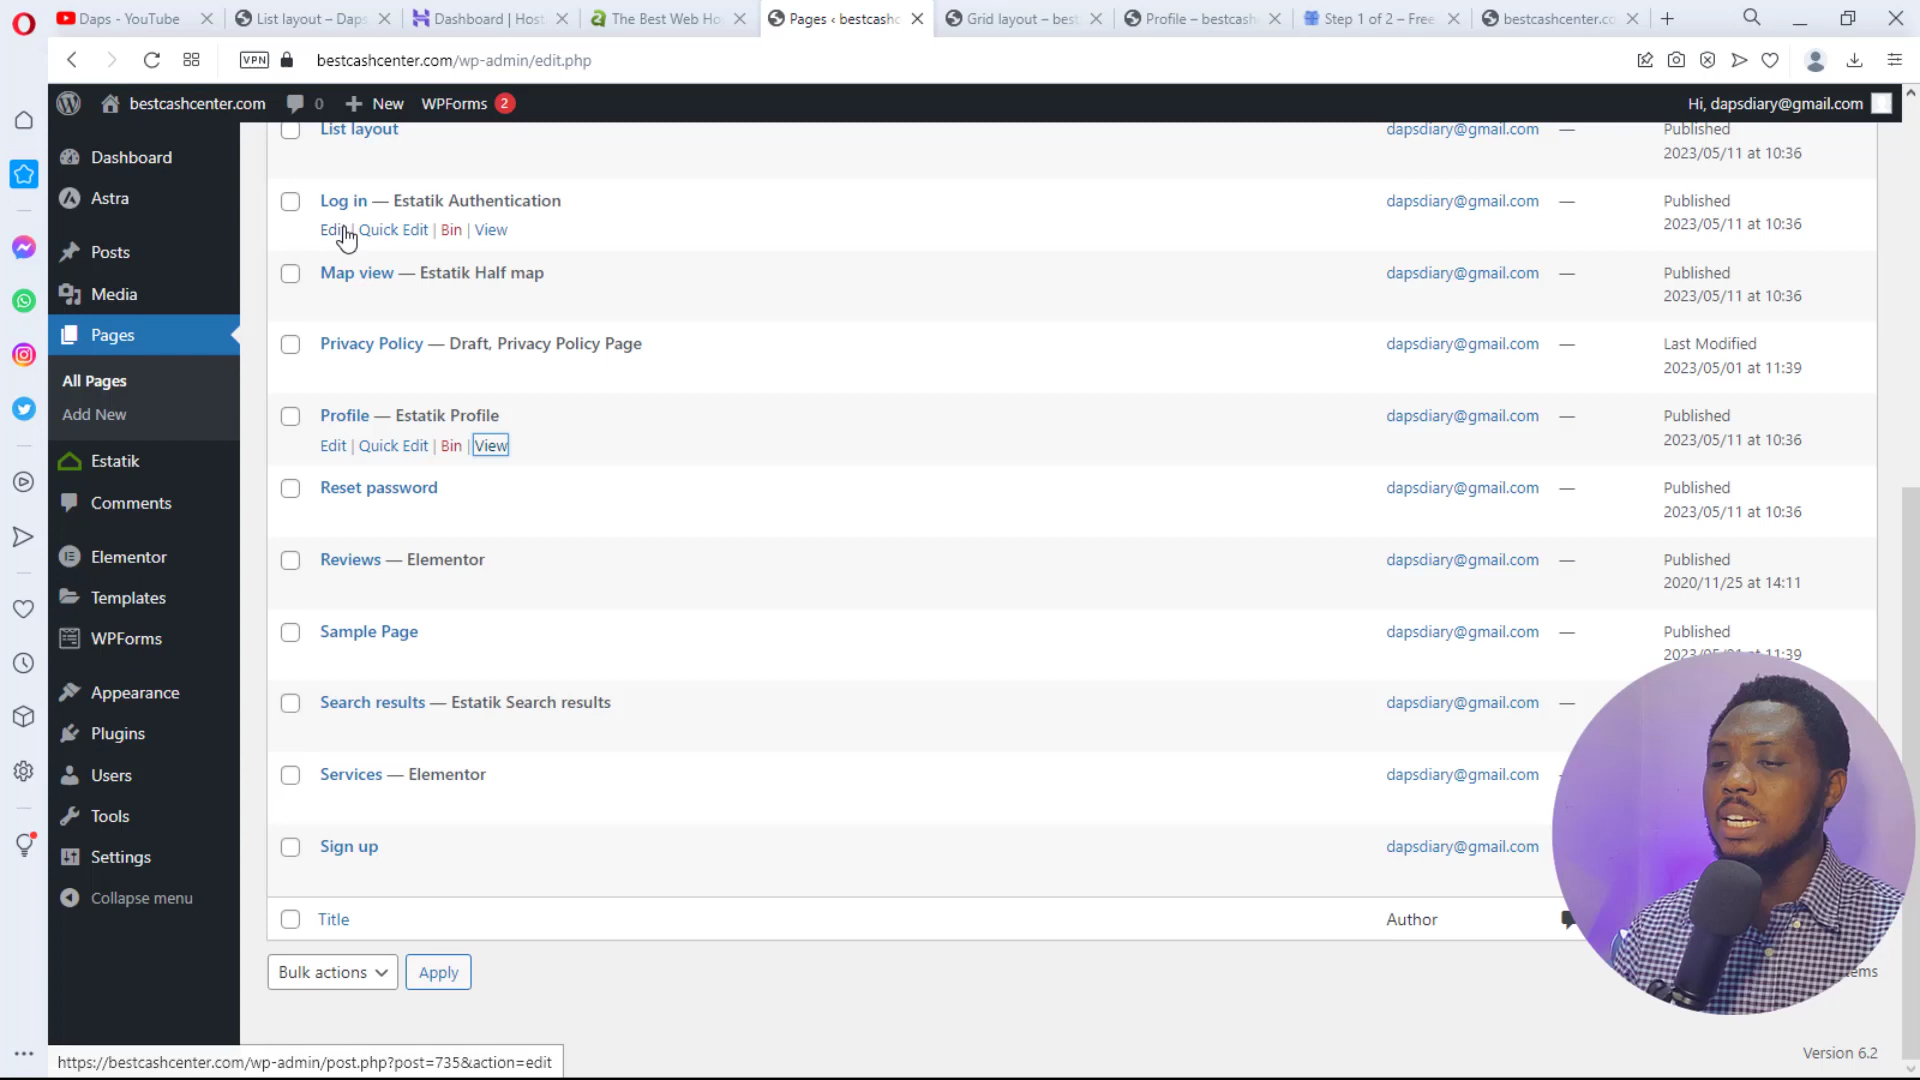 Daps - YouTube
List layout – Daps
Dashboard | Host
The Best Web Ho
Pages ‹ bestcashc
Grid layout – best
Profile – bestcash
Step 1 of 2 – Free
bestcashcenter.co
VPN
bestcashcenter.com/wp-admin/edit.php
bestcashcenter.com
0
New
WPForms 2
Hi, dapsdiary@gmail.com
Dashboard
Astra
Posts
Media
Pages
All Pages
Add New
Estatik
Comments
Elementor
Templates
WPForms
Appearance
Plugins
Users
Tools
Settings
Collapse menu
List layout
dapsdiary@gmail.com
—
Published
2023/05/11 at 10:36
Log in — Estatik Authentication
Edit | Quick Edit | Bin | View
dapsdiary@gmail.com
—
Published
2023/05/11 at 10:36
Map view — Estatik Half map
dapsdiary@gmail.com
—
Published
2023/05/11 at 10:36
Privacy Policy — Draft, Privacy Policy Page
dapsdiary@gmail.com
—
Last Modified
2023/05/01 at 11:39
Profile — Estatik Profile
Edit | Quick Edit | Bin | View
dapsdiary@gmail.com
—
Published
2023/05/11 at 10:36
Reset password
dapsdiary@gmail.com
—
Published
2023/05/11 at 10:36
Reviews — Elementor
dapsdiary@gmail.com
—
Published
2020/11/25 at 14:11
Sample Page
dapsdiary@gmail.com
—
Published
2023/05/01 at 11:39
Search results — Estatik Search results
dapsdiary@gmail.com
—
Services — Elementor
dapsdiary@gmail.com
Sign up
dapsdiary@gmail.com
Title
Author
Bulk actions
Apply
ems
Version 6.2
https://bestcashcenter.com/wp-admin/post.php?post=735&action=edit